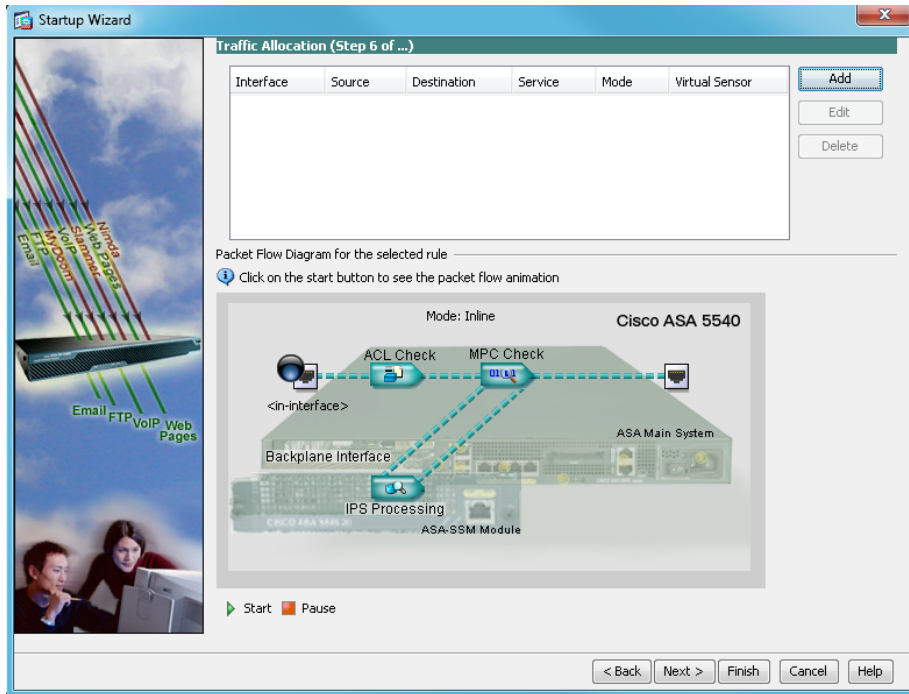 Startup Wizard
Traffic Allocation (Step 6 of ...)
Interface Source Destination Service Mode Virtual Sensor
Add
Edit
Delete
Packet Flow Diagram for the selected rule
Click on the start button to see the packet flow animation
Mode: Inline
Cisco ASA 5540
ACL Check
MPC Check
<in-interface>
ASA Main System
Backplane Interface
IPS Processing
ASA-SSM Module
Start
Pause
Email
FTP
MyDoom
VoIP
Slammer
Web Pages
Nimda
Email
FTP
VoIP
Web
Pages
< Back
Next >
Finish
Cancel
Help